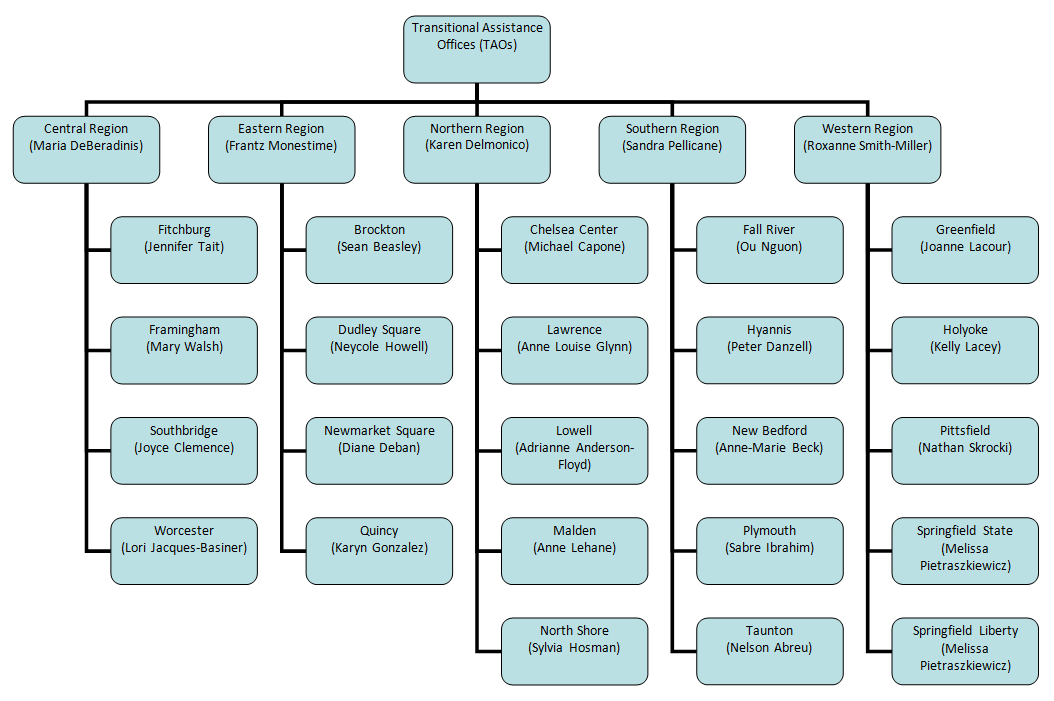 Transitional Assistance
Offices (TAOs)
Central Region
(Maria DeBeradinis)
Eastern Region
(Frantz Monestime)
Northern Region
(Karen Delmonico)
Southern Region
(Sandra Pellicane)
Western Region
(Roxanne Smith-Miller)
Fitchburg
(Jennifer Tait)
Framingham
(Mary Walsh)
Southbridge
(Joyce Clemence)
Worcester
(Lori Jacques-Basiner)
Brockton
(Sean Beasley)
Dudley Square
(Neycole Howell)
Newmarket Square
(Diane Deban)
Quincy
(Karyn Gonzalez)
Chelsea Center
(Michael Capone)
Lawrence
(Anne Louise Glynn)
Lowell
(Adrianne Anderson-
Floyd)
Malden
(Anne Lehane)
North Shore
(Sylvia Hosman)
Fall River
(Ou Nguon)
Hyannis
(Peter Danzell)
New Bedford
(Anne-Marie Beck)
Plymouth
(Sabre Ibrahim)
Taunton
(Nelson Abreu)
Greenfield
(Joanne Lacour)
Holyoke
(Kelly Lacey)
Pittsfield
(Nathan Skrocki)
Springfield State
(Melissa
Pietraszkiewicz)
Springfield Liberty
(Melissa
Pietraszkiewicz)